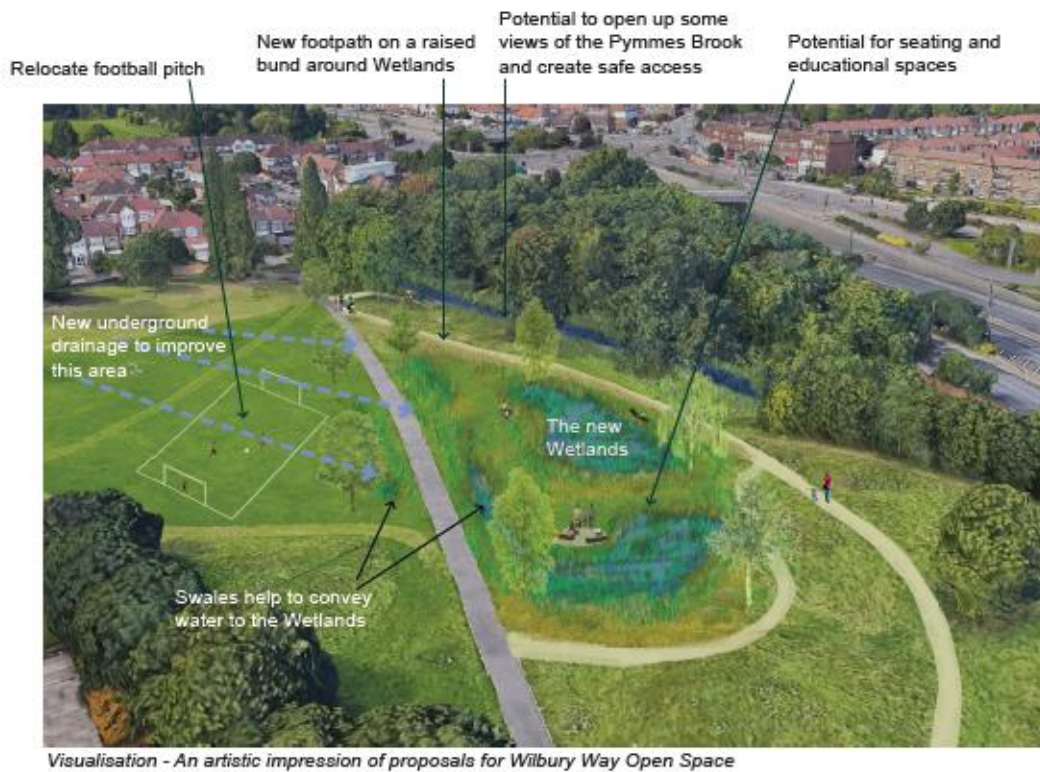 Relocate football pitch
New footpath on a raised
bund around Wetlands
Potential to open up some
views of the Pymmes Brook
and create safe access
Potential for seating and
educational spaces
New underground
drainage to improve
this area
The new
Wetlands
Swales help to convey
water to the Wetlands
Visualisation - An artistic impression of proposals for Wilbury Way Open Space